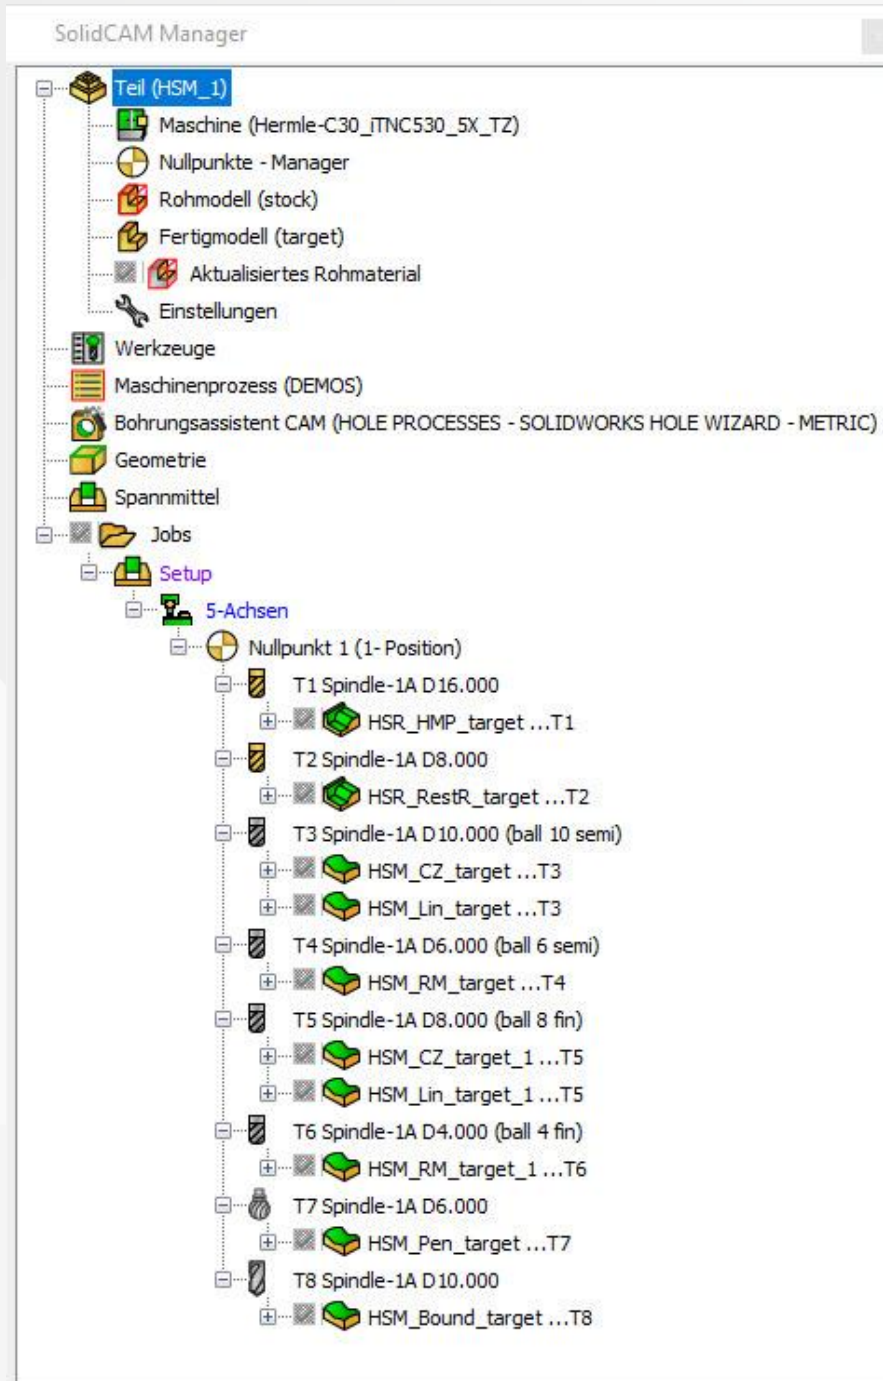 SolidCAM Manager
Teil (HSM_1)
Maschine (Hermle-C30_iTNC530_5X_TZ)
Nullpunkte - Manager
Rohmodell (stock)
Fertigmodell (target)
Aktualisiertes Rohmaterial
Einstellungen
Werkzeuge
Maschinenprozess (DEMOS)
Bohrungsassistent CAM (HOLE PROCESSES - SOLIDWORKS HOLE WIZARD - METRIC)
Geometrie
Spannmittel
Jobs
Setup
5-Achsen
Nullpunkt 1 (1- Position)
T1 Spindle-1A D16.000
HSR_HMP_target ...T1
T2 Spindle-1A D8.000
HSR_RestR_target ...T2
T3 Spindle-1A D10.000 (ball 10 semi)
HSM_CZ_target ...T3
HSM_Lin_target ...T3
T4 Spindle-1A D6.000 (ball 6 semi)
HSM_RM_target ...T4
T5 Spindle-1A D8.000 (ball 8 fin)
HSM_CZ_target_1 ...T5
HSM_Lin_target_1 ...T5
T6 Spindle-1A D4.000 (ball 4 fin)
HSM_RM_target_1 ...T6
T7 Spindle-1A D6.000
HSM_Pen_target ...T7
T8 Spindle-1A D10.000
HSM_Bound_target ...T8